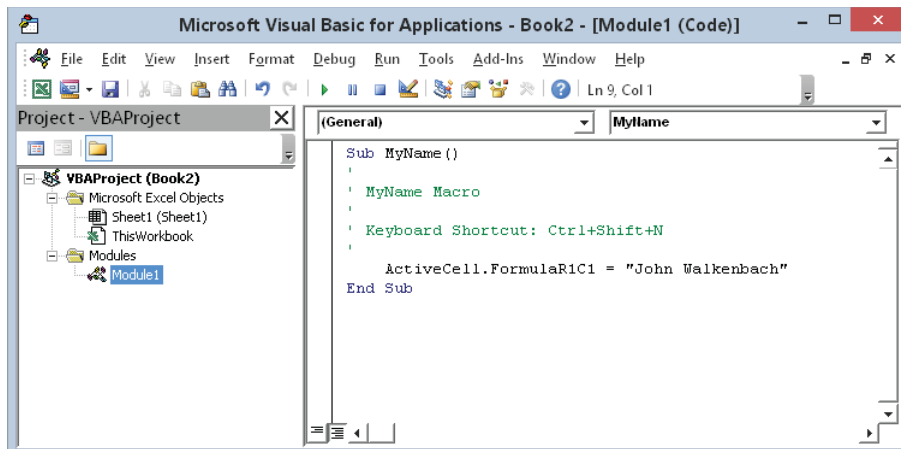 Microsoft Visual Basic for Applications - Book2 - [Module1 (Code)]
File Edit View Insert Format Debug Run Tools Add-Ins Window Help
Ln 9, Col 1
Project - VBAProject
VBAProject (Book2)
Microsoft Excel Objects
Sheet1 (Sheet1)
ThisWorkbook
Modules
Module1
(General) MyName
Sub MyName()
'
' MyName Macro
'
' Keyboard Shortcut: Ctrl+Shift+N
'
ActiveCell.FormulaR1C1 = "John Walkenbach"
End Sub